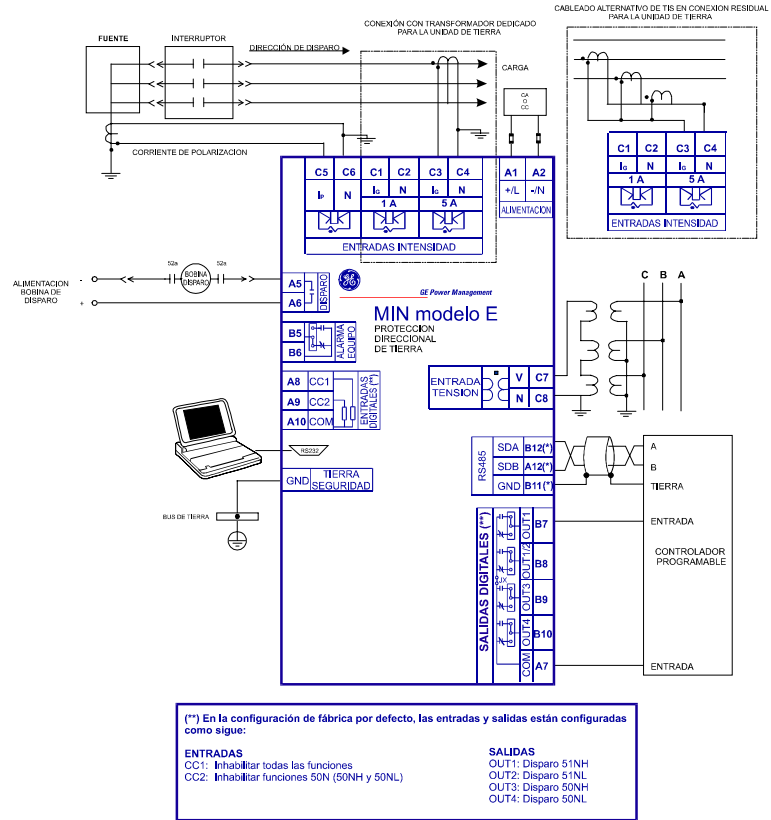 CABLEADO ALTERNATIVO DE TIS EN CONEXION RESIDUAL
PARA LA UNIDAD DE TIERRA
CONEXIÓN CON TRANSFORMADOR DEDICADO
PARA LA UNIDAD DE TIERRA
FUENTE
INTERRUPTOR
DIRECCIÓN DE DISPARO
CARGA
CA
O
CC
CORRIENTE DE POLARIZACION
C5 C6 C1 C2 C3 C4
IP N IG N IG N
1 A 5 A
ENTRADAS INTENSIDAD
A1 A2
+/L -/N
ALIMENTACION
C1 C2 C3 C4
IG N IG N
1 A 5 A
ENTRADAS INTENSIDAD
52a
BOBINA
DISPARO
52a
ALIMENTACION
BOBINA DE
DISPARO
-
+
A5
A6
DISPARO
GE Power Management
MIN modelo E
PROTECCION
DIRECCIONAL
DE TIERRA
B5
B6
ALARMA
EQUIPO
A8 CC1
A9 CC2
A10 COM
ENTRADAS
DIGITALES (**)
RS232
GND TIERRA
SEGURIDAD
BUS DE TIERRA
C B A
ENTRADA
TENSION
V C7
N C8
RS485
SDA B12(*)
SDB A12(*)
GND B11(*)
A
B
TIERRA
ENTRADA
CONTROLADOR
PROGRAMABLE
ENTRADA
SALIDAS DIGITALES (**)
JX
OUT1 B7
OUT1/2 B8
OUT3 B9
OUT4 B10
COM A7
(**) En la configuración de fábrica por defecto, las entradas y salidas están configuradas
como sigue:
ENTRADAS
CC1: Inhabilitar todas las funciones
CC2: Inhabilitar funciones 50N (50NH y 50NL)
SALIDAS
OUT1: Disparo 51NH
OUT2: Disparo 51NL
OUT3: Disparo 50NH
OUT4: Disparo 50NL